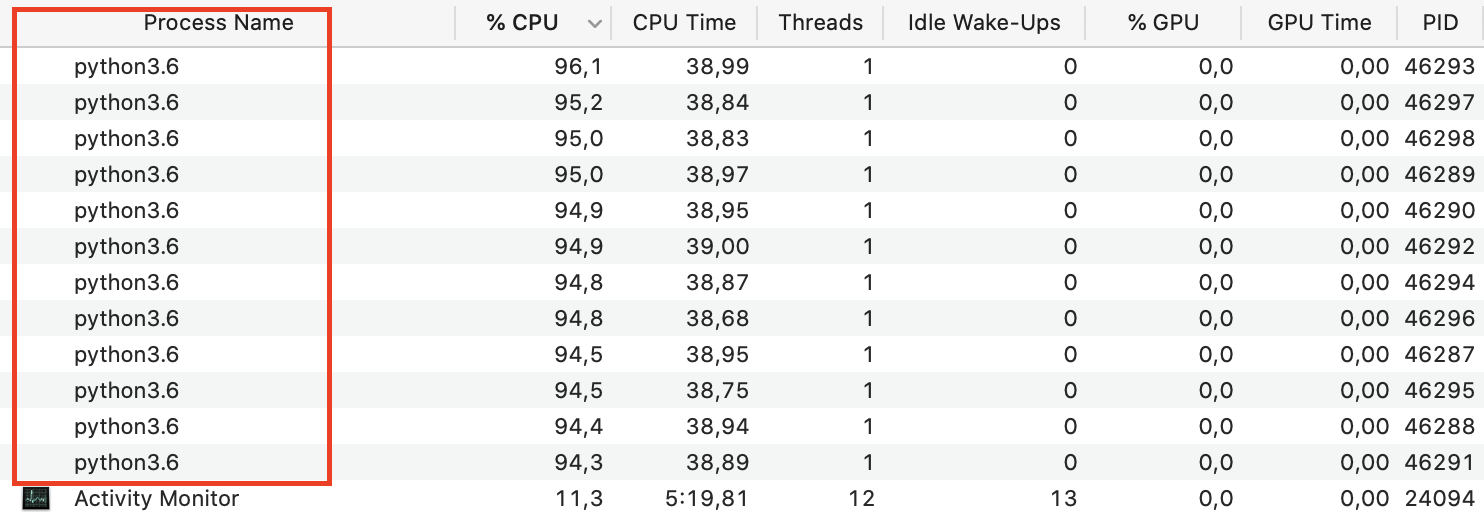 Process Name % CPU CPU Time Threads Idle Wake-Ups % GPU GPU Time PID
python3.6 96,1 38,99 1 0 0,0 0,00 46293
python3.6 95,2 38,84 1 0 0,0 0,00 46297
python3.6 95,0 38,83 1 0 0,0 0,00 46298
python3.6 95,0 38,97 1 0 0,0 0,00 46289
python3.6 94,9 38,95 1 0 0,0 0,00 46290
python3.6 94,9 39,00 1 0 0,0 0,00 46292
python3.6 94,8 38,87 1 0 0,0 0,00 46294
python3.6 94,8 38,68 1 0 0,0 0,00 46296
python3.6 94,5 38,95 1 0 0,0 0,00 46287
python3.6 94,5 38,75 1 0 0,0 0,00 46295
python3.6 94,4 38,94 1 0 0,0 0,00 46288
python3.6 94,3 38,89 1 0 0,0 0,00 46291
Activity Monitor 11,3 5:19,81 12 13 0,0 0,00 24094